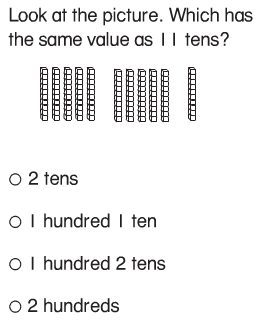 Look at the picture. Which has
the same value as 11 tens?
2 tens
1 hundred 1 ten
1 hundred 2 tens
2 hundreds